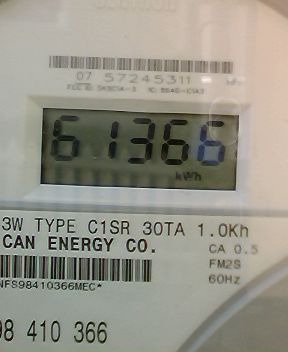 07 57245311
61366
kWh
3W TYPE C1SR 30TA 1.0Kh
CAN ENERGY CO.
CA 0.5
FM2S
60Hz
NFS98410366MEC*
98 410 366